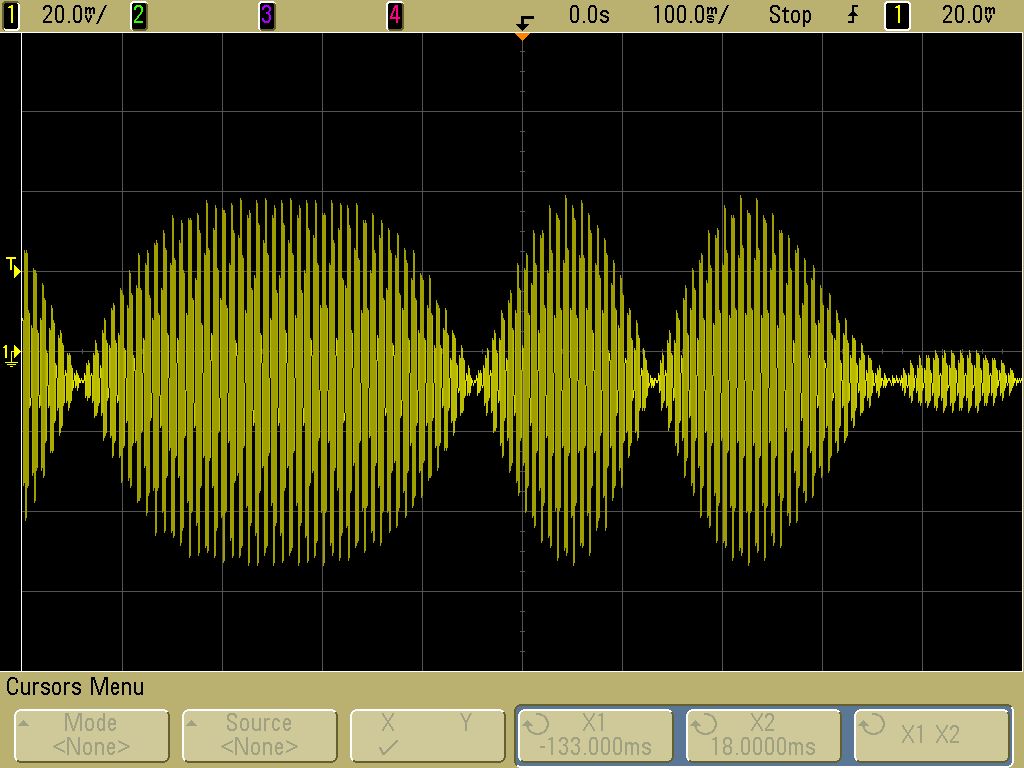 1 20.0mV/ 2 3 4 0.0s 100.0ms/ Stop 1 20.0mV
T
1
Cursors Menu
Mode Source X Y X1 X2 X1 X2
<None> <None> -133.000ms 18.0000ms